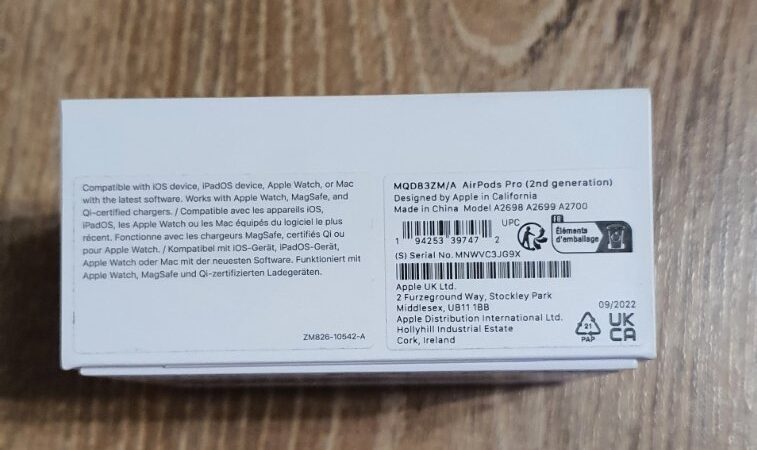 Compatible with iOS device, iPadOS device, Apple Watch, or Mac
with the latest software. Works with Apple Watch, MagSafe, and
Qi-certified chargers. / Compatible avec les appareils iOS,
iPadOS, les Apple Watch ou les Mac équipés du logiciel le plus
récent. Fonctionne avec les chargeurs MagSafe, certifiés Qi ou
pour Apple Watch. / Kompatibel mit iOS-Gerät, iPadOS-Gerät,
Apple Watch oder Mac mit der neuesten Software. Funktioniert mit
Apple Watch, MagSafe und Qi-zertifizierten Ladegeräten.
ZM826-10542-A
MQD83ZM/A AirPods Pro (2nd generation)
Designed by Apple in California
Made in China Model A2698 A2699 A2700
UPC
1 94253 39747 2
FR
Éléments
d'emballage
(S) Serial No. MNWVC3JG9X
Apple UK Ltd.
2 Furzeground Way, Stockley Park
Middlesex, UB11 1BB
Apple Distribution International Ltd.
Hollyhill Industrial Estate
Cork, Ireland
09/2022
21
PAP
UK
CA